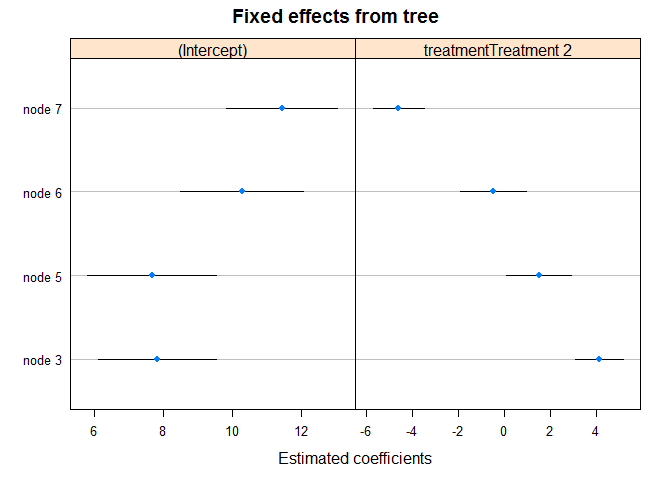 Fixed effects from tree
(Intercept) treatmentTreatment 2
node 7
node 6
node 5
node 3
6 8 10 12 -6 -4 -2 0 2 4
Estimated coefficients